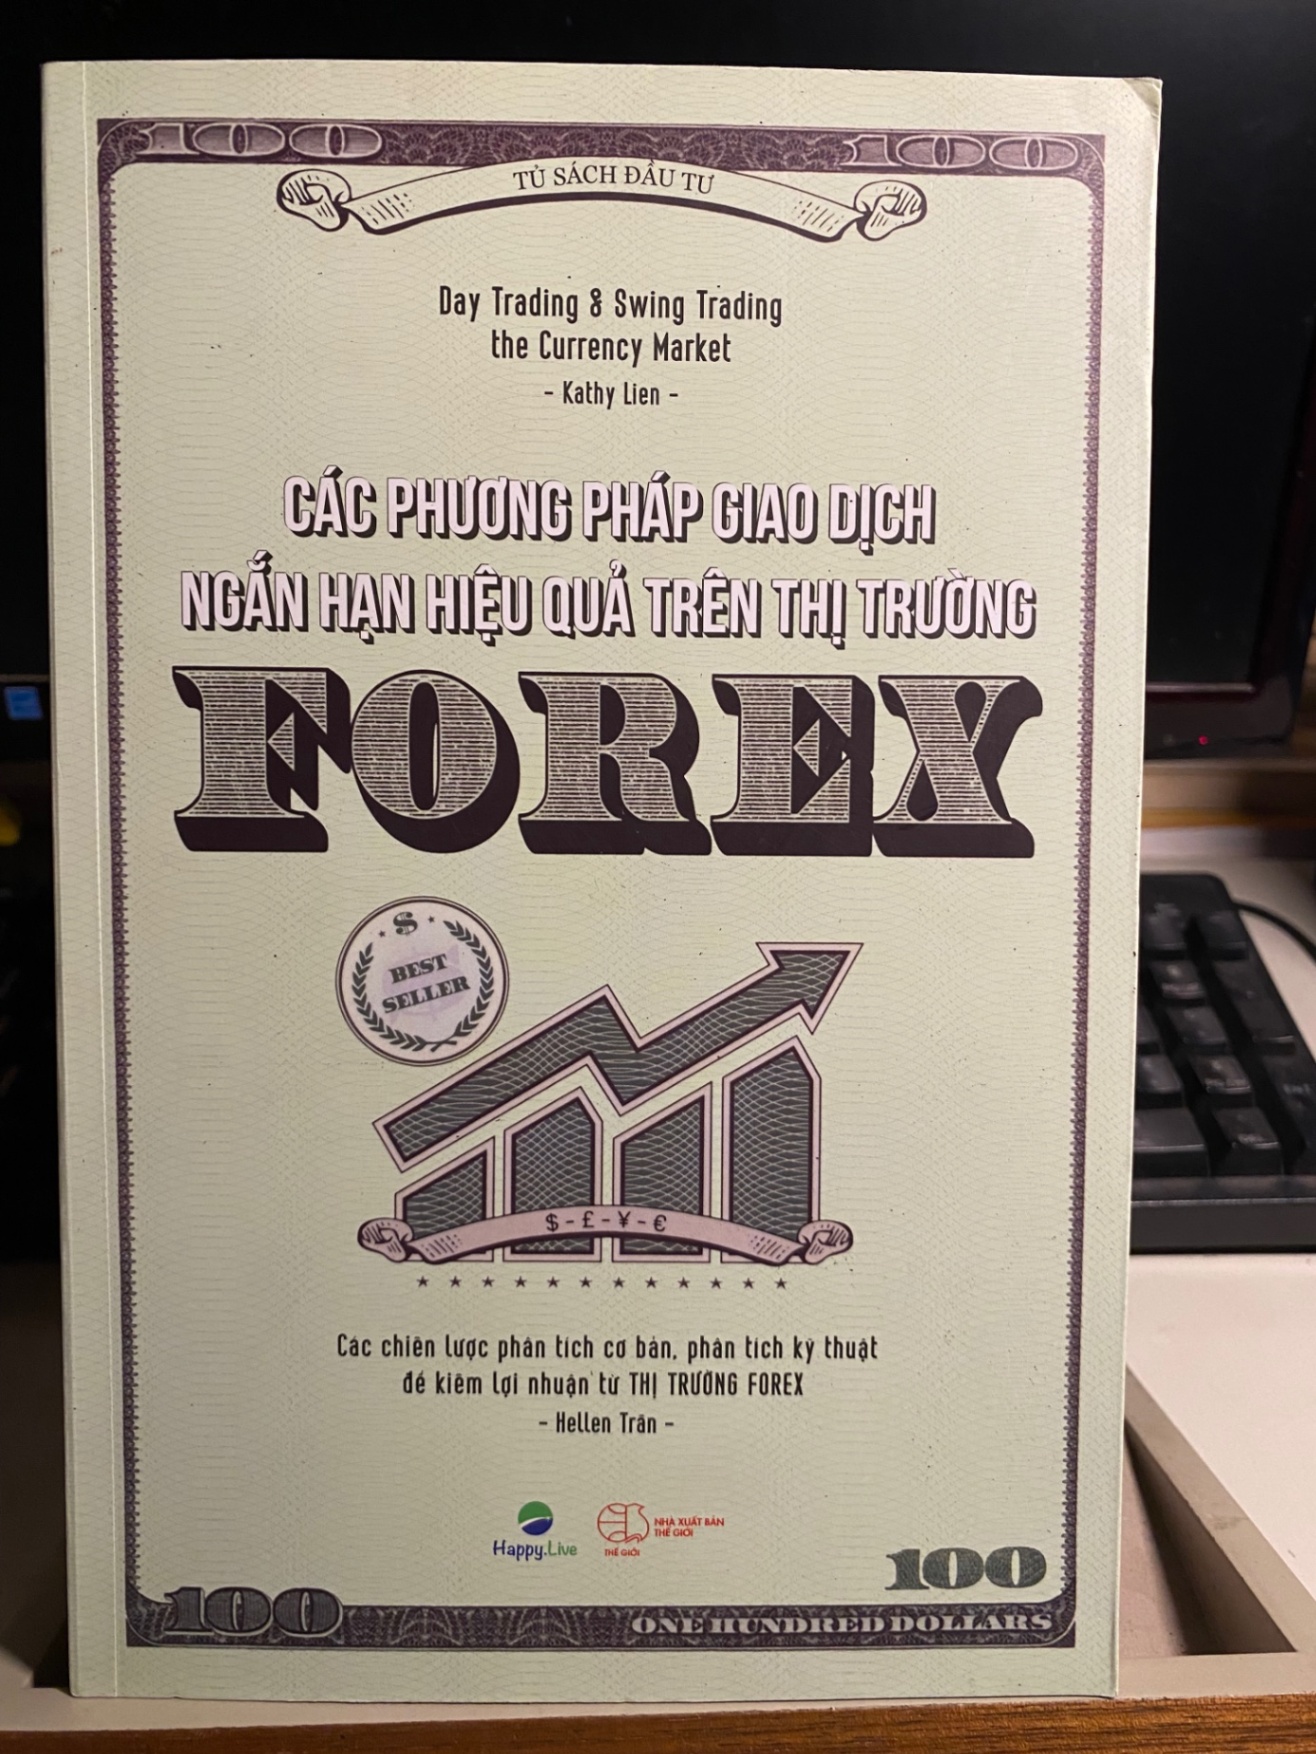 100 100
TỦ SÁCH ĐẦU TƯ
Day Trading & Swing Trading
the Currency Market
- Kathy Lien -
CÁC PHƯƠNG PHÁP GIAO DỊCH
NGẮN HẠN HIỆU QUẢ TRÊN THỊ TRƯỜNG
FOREX
$
BEST
SELLER
$ - £ - ¥ - €
Các chiến lược phân tích cơ bản, phân tích kỹ thuật
để kiếm lợi nhuận từ THỊ TRƯỜNG FOREX
- Hellen Trần -
Happy.Live
NHÀ XUẤT BẢN
THẾ GIỚI
THẾ GIỚI
100
100
ONE HUNDRED DOLLARS